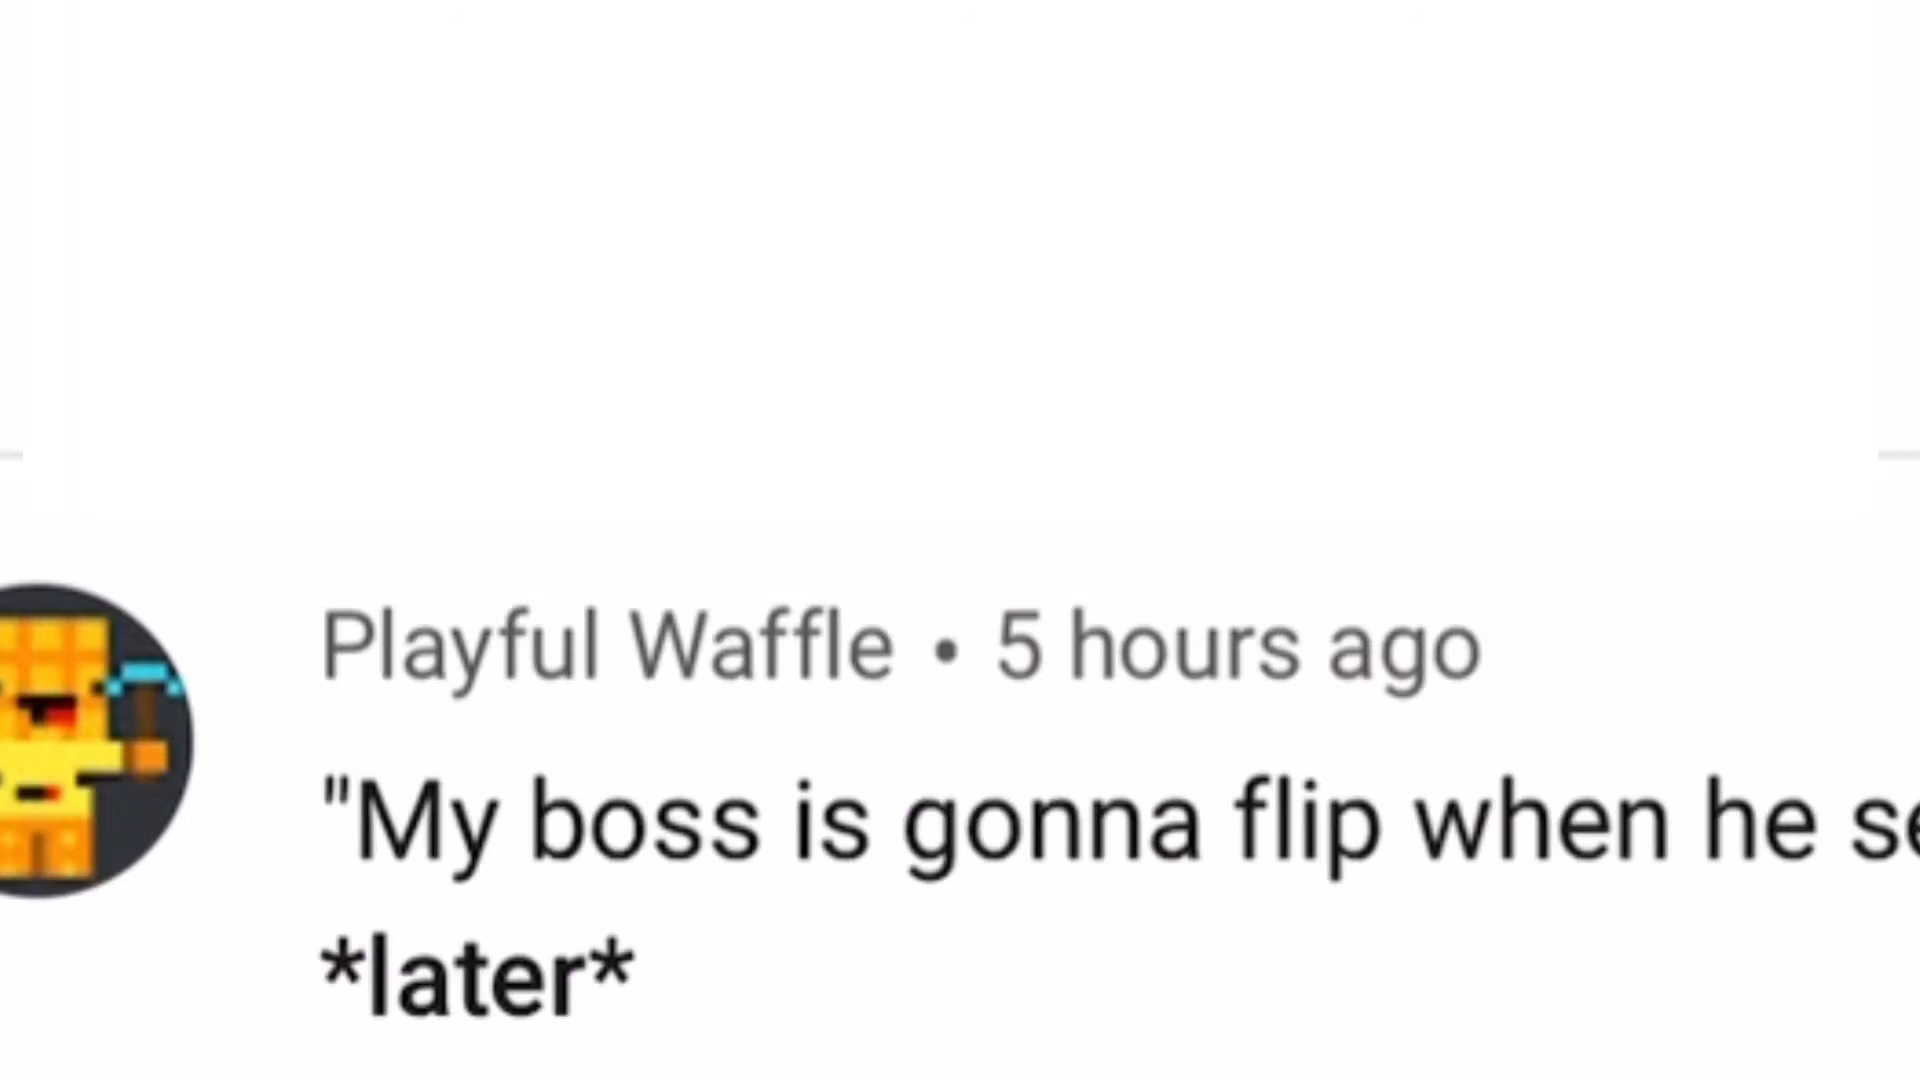 Playful Waffle • 5 hours ago
"My boss is gonna flip when he
*later*